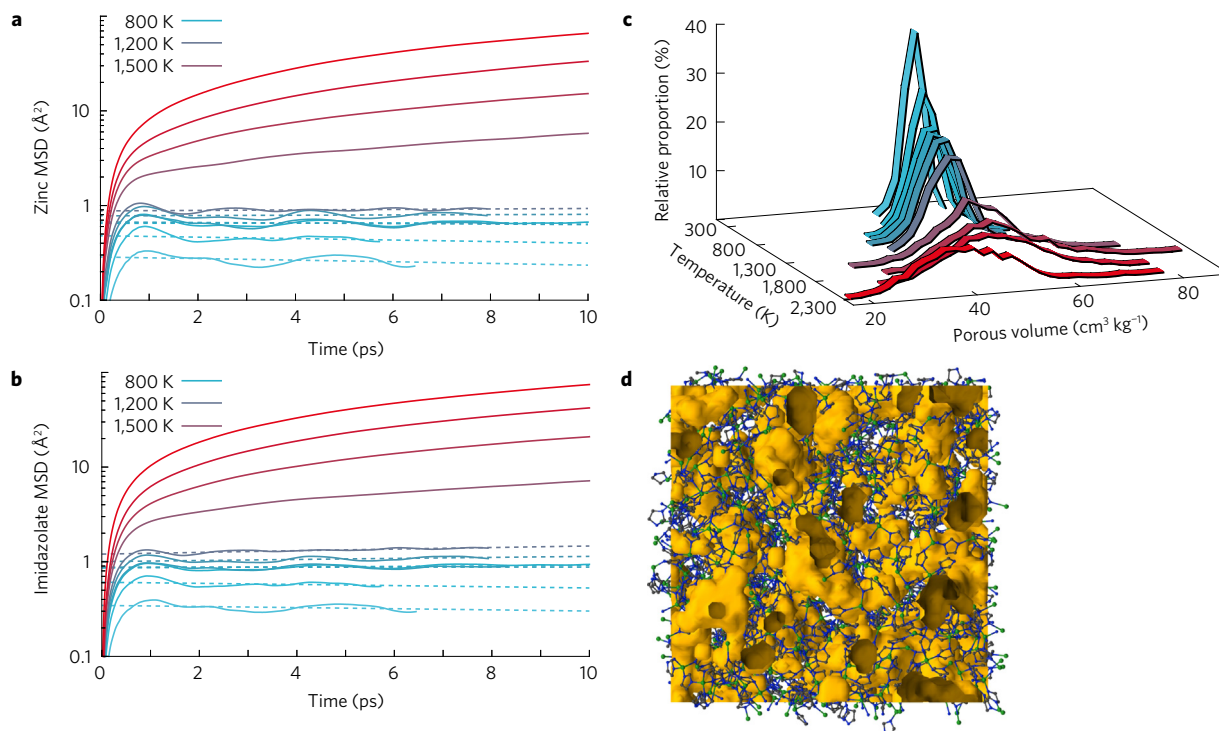 a
800 K
1,200 K
1,500 K
Zinc MSD (Å²)
10
1
0.1
0 2 4 6 8 10
Time (ps)
b
800 K
1,200 K
1,500 K
Imidazolate MSD (Å²)
10
1
0.1
0 2 4 6 8 10
Time (ps)
c
Relative proportion (%)
40
30
20
10
300
800
1,300
1,800
2,300
Temperature (K)
20 40 60 80
Porous volume (cm³ kg⁻¹)
d